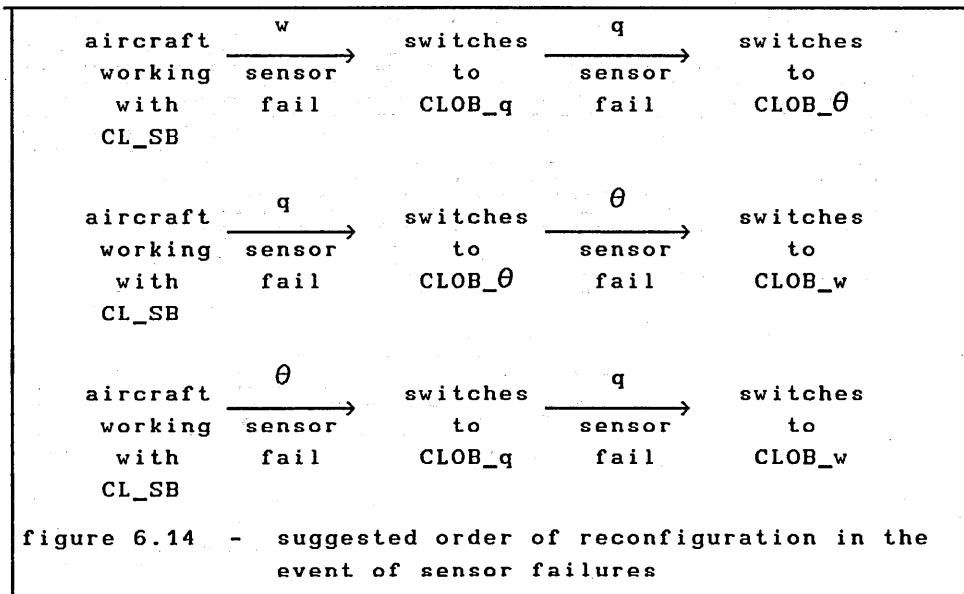 w q
aircraft switches switches
working sensor to sensor to
with fail CLOB_q fail CLOB_θ
CL_SB
q θ
aircraft switches switches
working sensor to sensor to
with fail CLOB_θ fail CLOB_w
CL_SB
θ q
aircraft switches switches
working sensor to sensor to
with fail CLOB_q fail CLOB_w
CL_SB
figure 6.14 - suggested order of reconfiguration in the
event of sensor failures